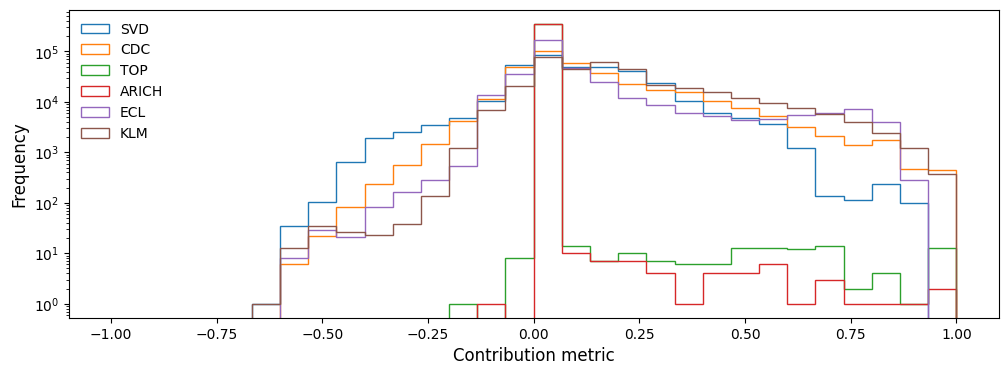 SVD
CDC
TOP
ARICH
ECL
KLM
Frequency
10⁵
10⁴
10³
10²
10¹
10⁰
−1.00 −0.75 −0.50 −0.25 0.00 0.25 0.50 0.75 1.00
Contribution metric